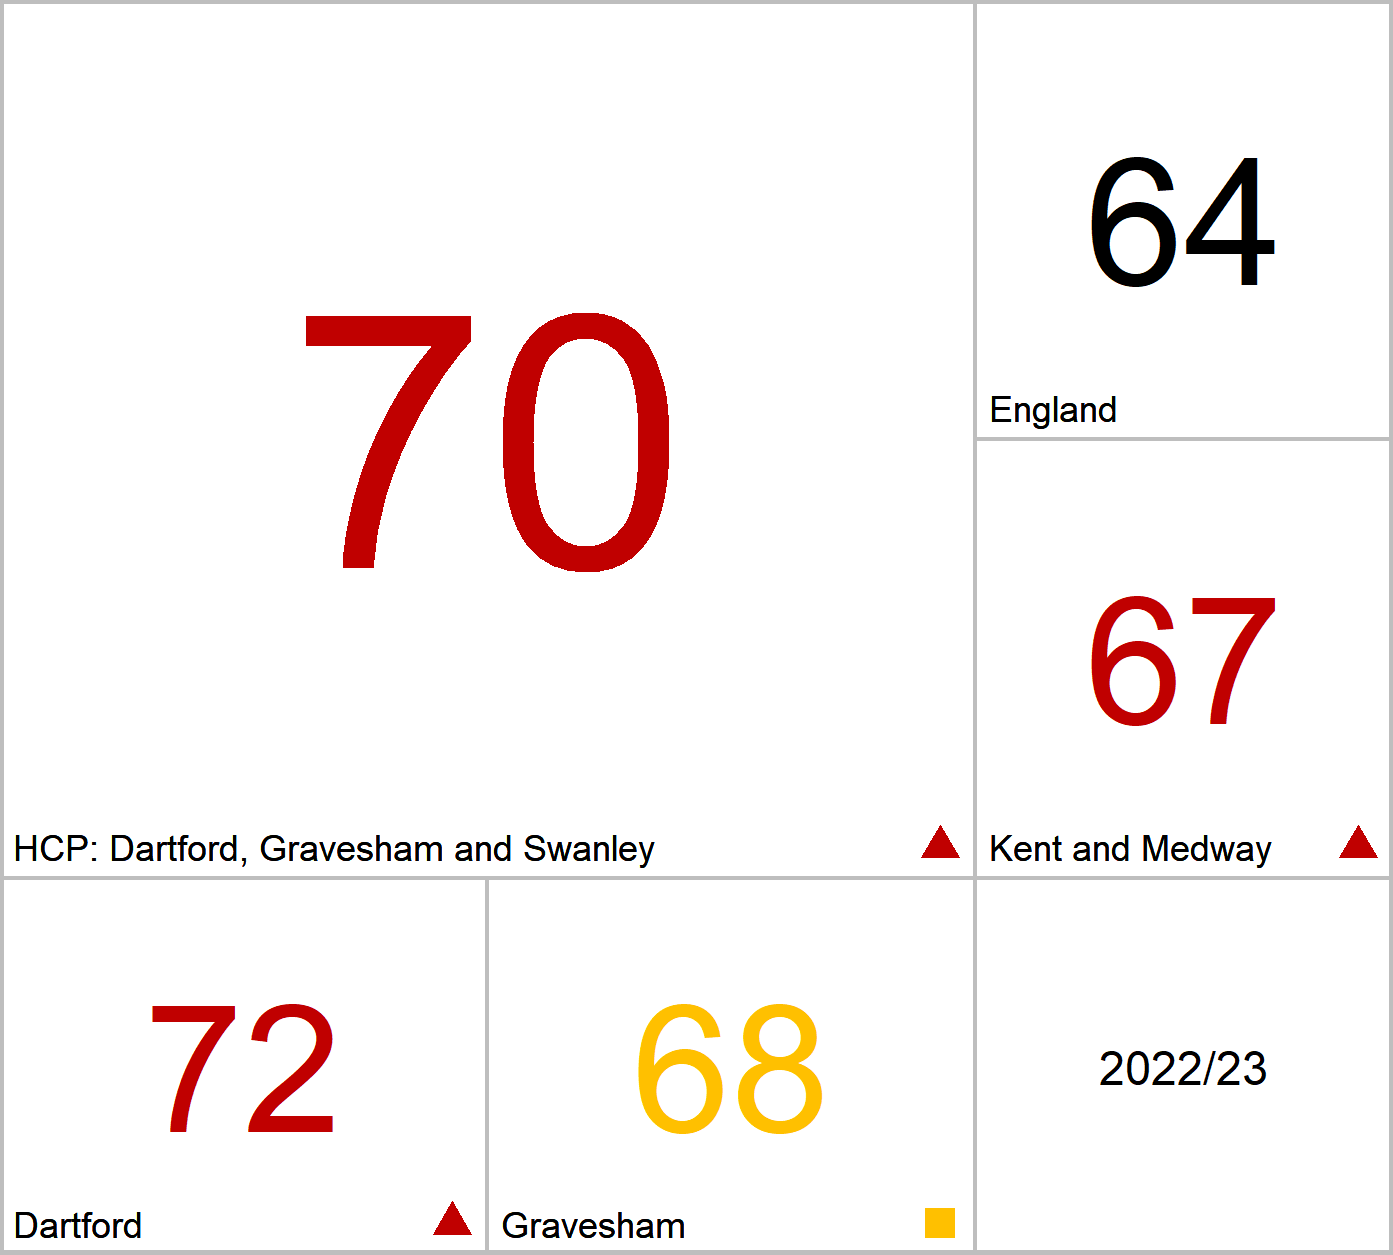 70
HCP: Dartford, Gravesham and Swanley
64
England
67
Kent and Medway
72
Dartford
68
Gravesham
2022/23